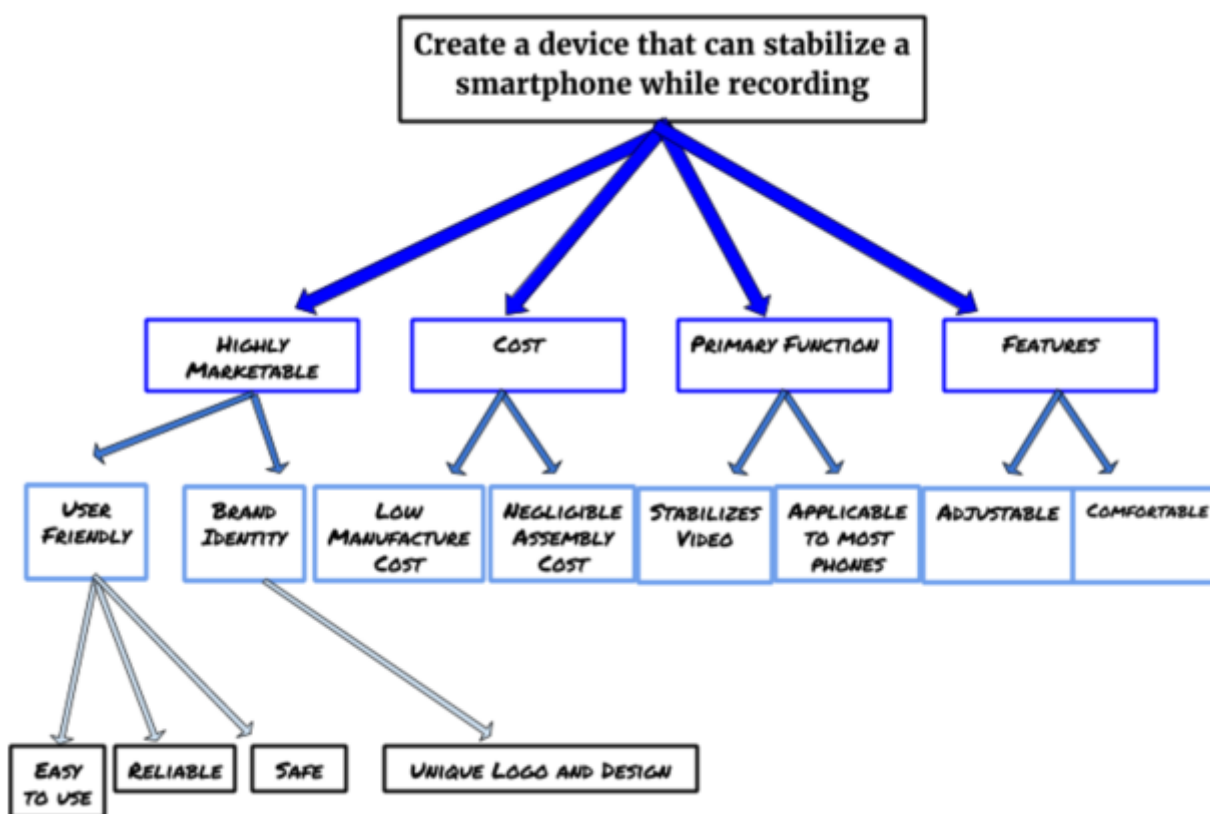 Create a device that can stabilize a
smartphone while recording
Highly
Marketable
Cost
Primary Function
Features
User
Friendly
Brand
Identity
Low
Manufacture
Cost
Negligible
Assembly
Cost
Stabilizes
Video
Applicable
to most
phones
Adjustable
Comfortable
Easy
to use
Reliable
Safe
Unique Logo and Design